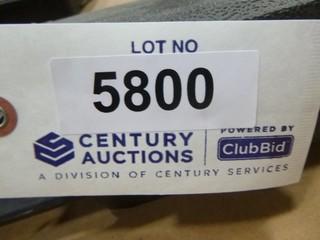 LOT NO
5800
CENTURY AUCTIONS
POWERED BY
ClubBid
A DIVISION OF CENTURY SERVICES